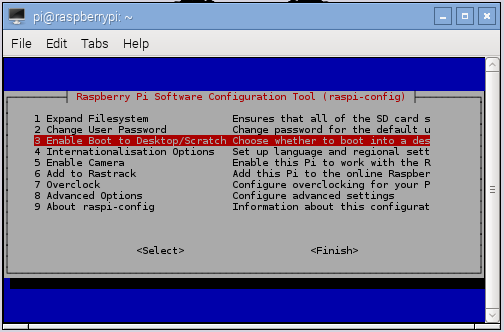 pi@raspberrypi: ~
File Edit Tabs Help
Raspberry Pi Software Configuration Tool (raspi-config)
1 Expand Filesystem Ensures that all of the SD card s
2 Change User Password Change password for the default u
3 Enable Boot to Desktop/Scratch Choose whether to boot into a des
4 Internationalisation Options Set up language and regional sett
5 Enable Camera Enable this Pi to work with the R
6 Add to Rastrack Add this Pi to the online Raspber
7 Overclock Configure overclocking for your P
8 Advanced Options Configure advanced settings
9 About raspi-config Information about this configurat
<Select> <Finish>